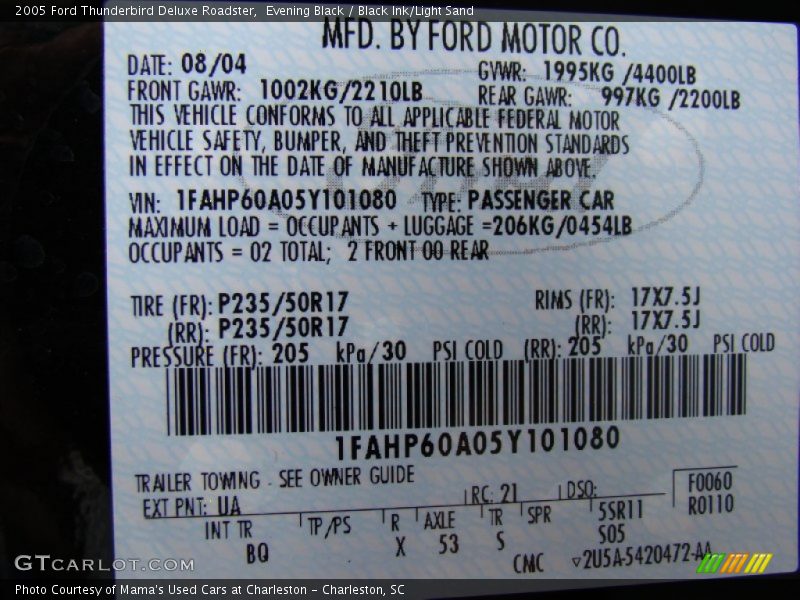 2005 Ford Thunderbird Deluxe Roadster, Evening Black / Black Ink/Light Sand
MFD. BY FORD MOTOR CO.
DATE: 08/04 GVWR: 1995KG /4400LB
FRONT GAWR: 1002KG/2210LB REAR GAWR: 997KG /2200LB
THIS VEHICLE CONFORMS TO ALL APPLICABLE FEDERAL MOTOR
VEHICLE SAFETY, BUMPER, AND THEFT PREVENTION STANDARDS
IN EFFECT ON THE DATE OF MANUFACTURE SHOWN ABOVE.
VIN: 1FAHP60A05Y101080 TYPE: PASSENGER CAR
MAXIMUM LOAD = OCCUPANTS + LUGGAGE =206KG/0454LB
OCCUPANTS = 02 TOTAL; 2 FRONT 00 REAR
TIRE (FR): P235/50R17 RIMS (FR): 17X7.5J
(RR): P235/50R17 (RR): 17X7.5J
PRESSURE (FR): 205 kPa/30 PSI COLD (RR): 205 kPa/30 PSI COLD
1FAHP60A05Y101080
TRAILER TOWING - SEE OWNER GUIDE
EXT PNT: UA RC: 21 DSO: F0060
R0110
INT TR TP/PS R AXLE TR SPR 5SR11
BQ X 53 S S05
CMC ▽2U5A-5420472-AA
GTCARLOT.COM
Photo Courtesy of Mama's Used Cars at Charleston - Charleston, SC